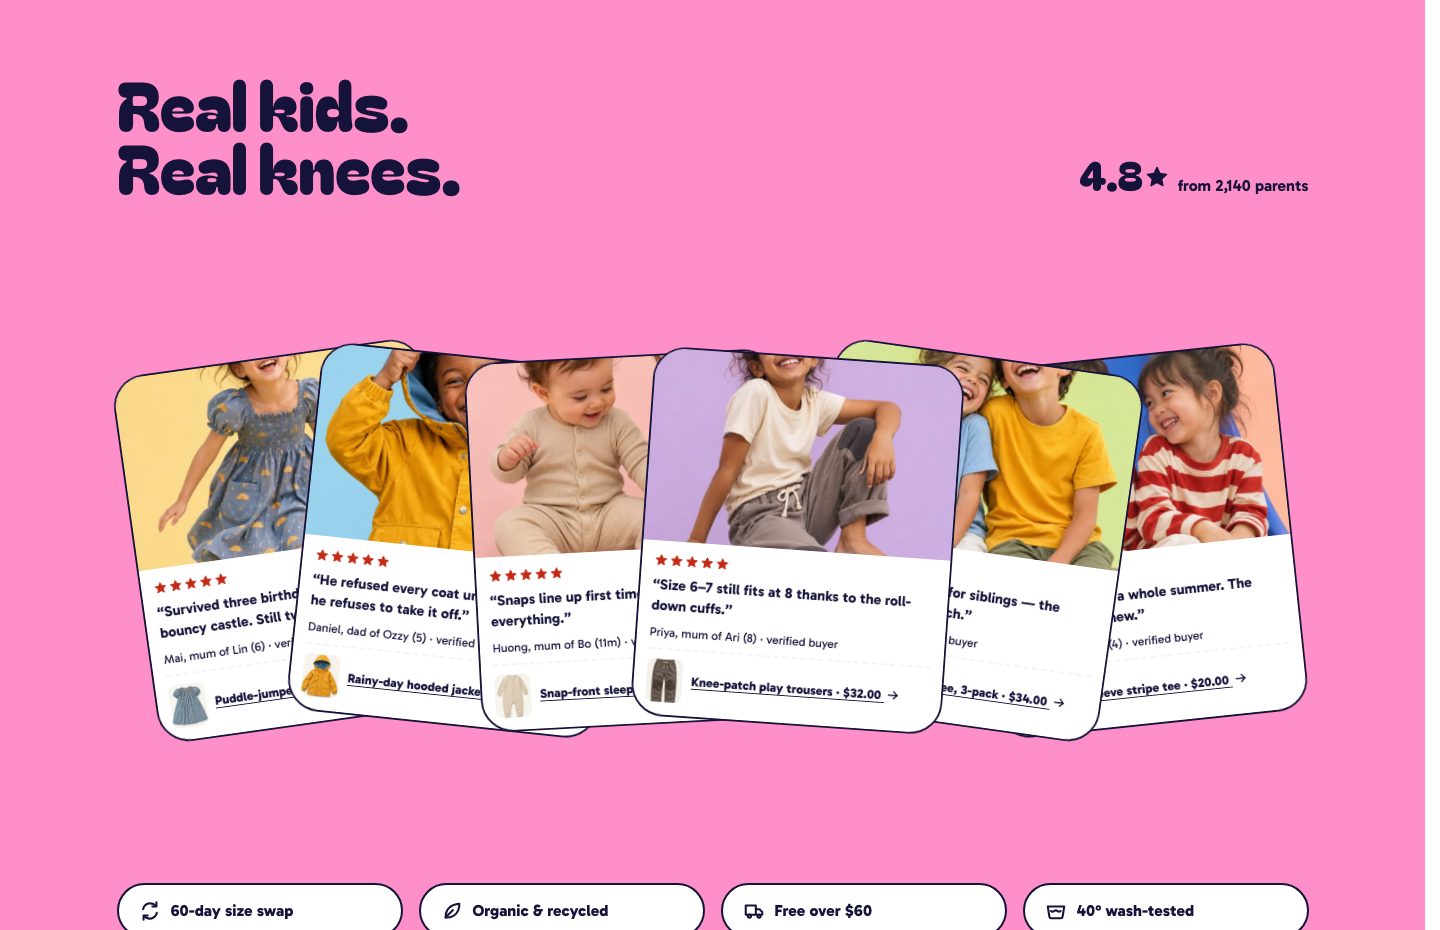 Real kids.
Real knees.
4.8★ from 2,140 parents
“Survived three birthd
bouncy castle. Still
Mai, mum of Lin (6) ·
Puddle-jumpe
“He refused every coat
he refuses to take it off.”
Daniel, dad of Ozzy (5) · verified
Rainy-day hooded jacke
“Snaps line up first
everything.”
Huong, mum of Bo (11m) ·
Snap-front sleep
“Size 6–7 still fits at 8 thanks to the roll-
down cuffs.”
Priya, mum of Ari (8) · verified buyer
Knee-patch play trousers · $32.00 →
for siblings — the
ch.”
buyer
ee, 3-pack · $34.00 →
a whole summer. The
new.”
(4) · verified buyer
eeve stripe tee · $20.00 →
60-day size swap
Organic & recycled
Free over $60
40° wash-tested